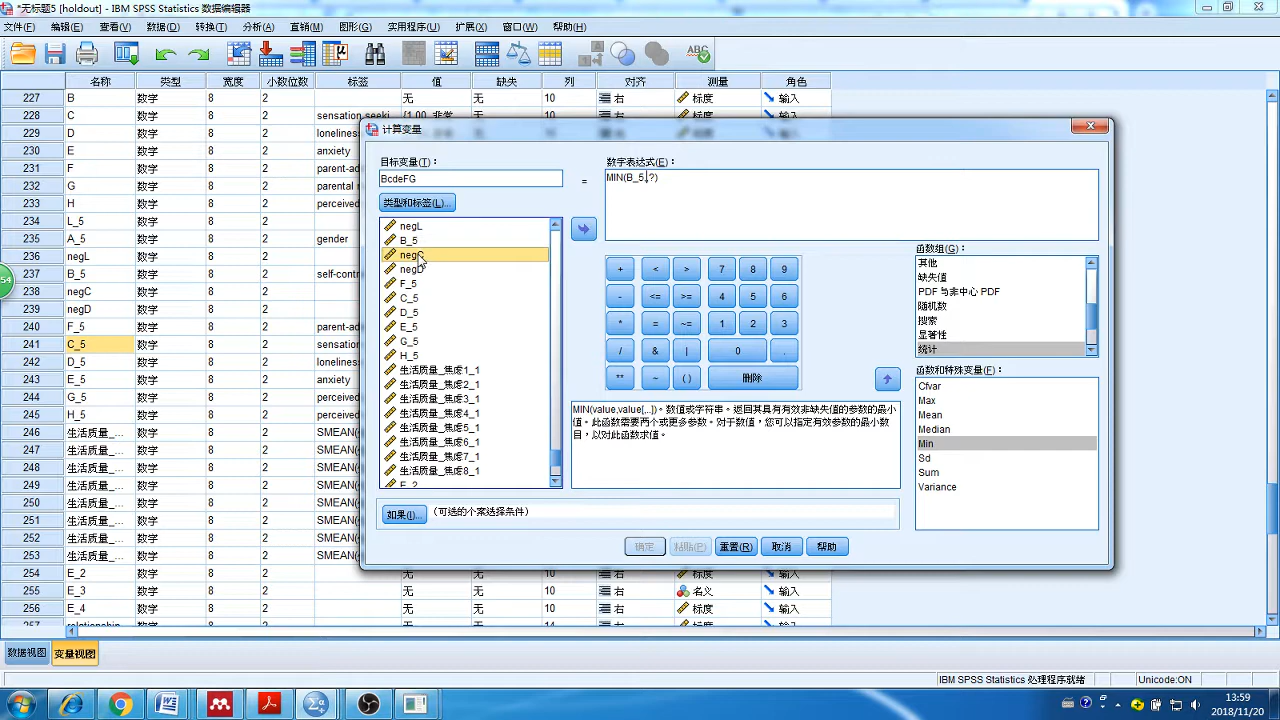 *无标题5 [holdout] - IBM SPSS Statistics 数据编辑器
文件(F) 编辑(E) 查看(V) 数据(D) 转换(T) 分析(A) 直销(M) 图形(G) 实用程序(U) 扩展(X) 窗口(W) 帮助(H)
名称 类型 宽度 小数位数 标签 值 缺失 列 对齐 测量 角色
227 B 数字 8 2 无 无 10 右 标度 输入
228 C 数字 8 2 sensation seeki... {1.00, 非常... 无 10 右 标度 输入
229 D 数字 8 2 loneliness
230 E 数字 8 2 anxiety
231 F 数字 8 2 parent-ad
232 G 数字 8 2 parental r
233 H 数字 8 2 perceived
234 L_5 数字 8 2
235 A_5 数字 8 2 gender
236 negL 数字 8 2
237 B_5 数字 8 2 self-contr
238 negC 数字 8 2
239 negD 数字 8 2
240 F_5 数字 8 2 parent-ad
241 C_5 数字 8 2 sensation
242 D_5 数字 8 2 loneliness
243 E_5 数字 8 2 anxiety
244 G_5 数字 8 2 parental r
245 H_5 数字 8 2 perceived
246 生活质量_... 数字 8 2 SMEAN(
247 生活质量_... 数字 8 2 SMEAN(
248 生活质量_... 数字 8 2 SMEAN(
249 生活质量_... 数字 8 2 SMEAN(
250 生活质量_... 数字 8 2 SMEAN(
251 生活质量_... 数字 8 2 SMEAN(
252 生活质量_... 数字 8 2 SMEAN(
253 生活质量_... 数字 8 2 SMEAN(
254 E_2 数字 8 2 无 无 10 右 标度 输入
255 E_3 数字 8 2 无 无 10 右 名义 输入
256 E_4 数字 8 2 无 无 10 右 标度 输入
257 relationship
54
计算变量
目标变量(T)：
BcdeFG
=
类型和标签(L)...
negL
B_5
negC
negD
F_5
C_5
D_5
E_5
G_5
H_5
生活质量_焦虑1_1
生活质量_焦虑2_1
生活质量_焦虑3_1
生活质量_焦虑4_1
生活质量_焦虑5_1
生活质量_焦虑6_1
生活质量_焦虑7_1
生活质量_焦虑8_1
E_2
数字表达式(E)：
MIN(B_5,?)
+ < > 7 8 9
- <= >= 4 5 6
* = ~= 1 2 3
/ & | 0 .
** ~ ( ) 删除
函数组(G)：
其他
缺失值
PDF 与非中心 PDF
随机数
搜索
显著性
统计
函数和特殊变量(F)：
Cfvar
Max
Mean
Median
Min
Sd
Sum
Variance
MIN(value,value[,..])。数值或字符串。返回其具有有效非缺失值的参数的最小
值。此函数需要两个或更多参数。对于数值，您可以指定有效参数的最小数
目，以对此函数求值。
如果(I)... (可选的个案选择条件)
确定 粘贴(P) 重置(R) 取消 帮助
数据视图 变量视图
IBM SPSS Statistics 处理程序就绪 Unicode:ON
13:59
2018/11/20